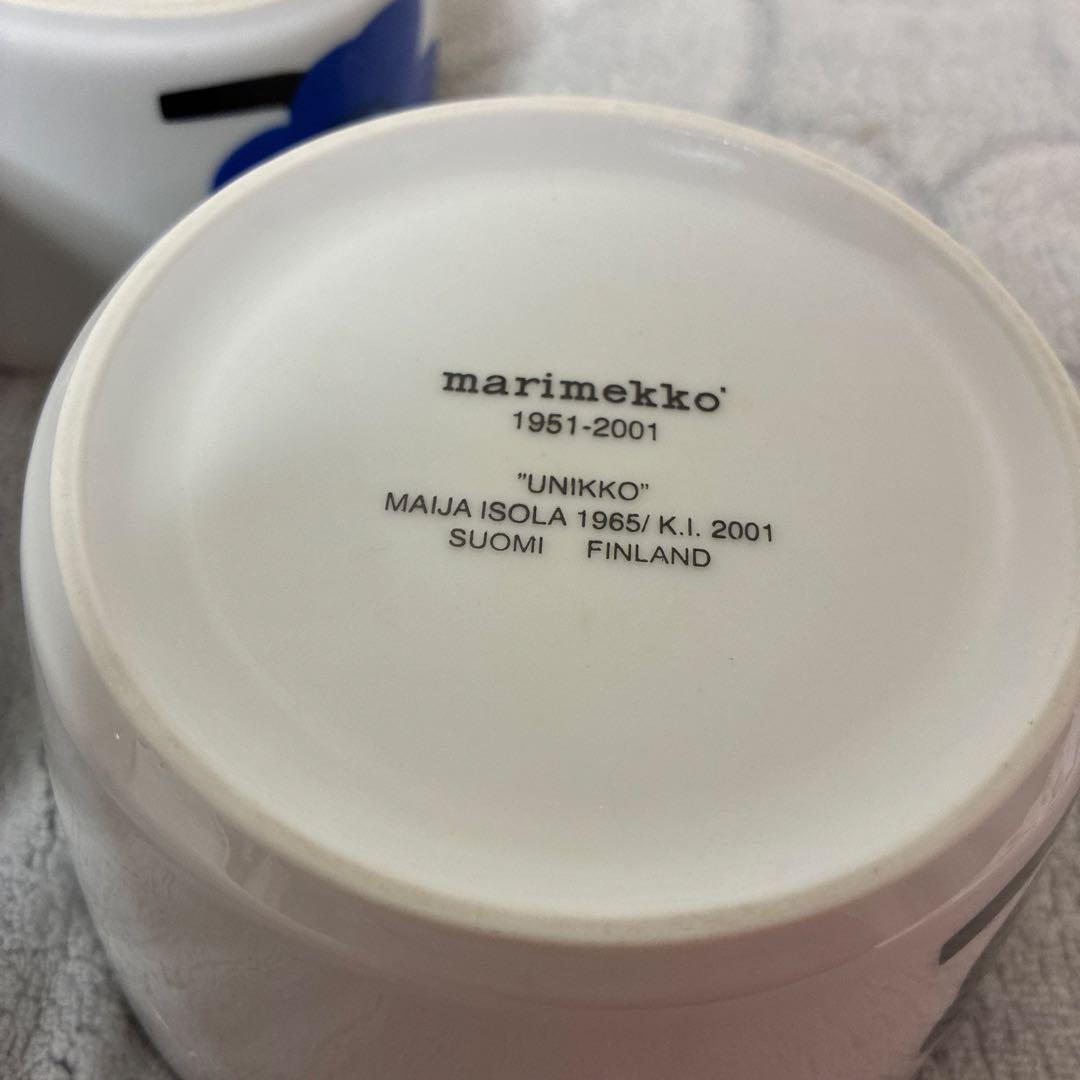 marimekko
1951-2001
"UNIKKO"
MAIJA ISOLA 1965/ K.I. 2001
SUOMI FINLAND